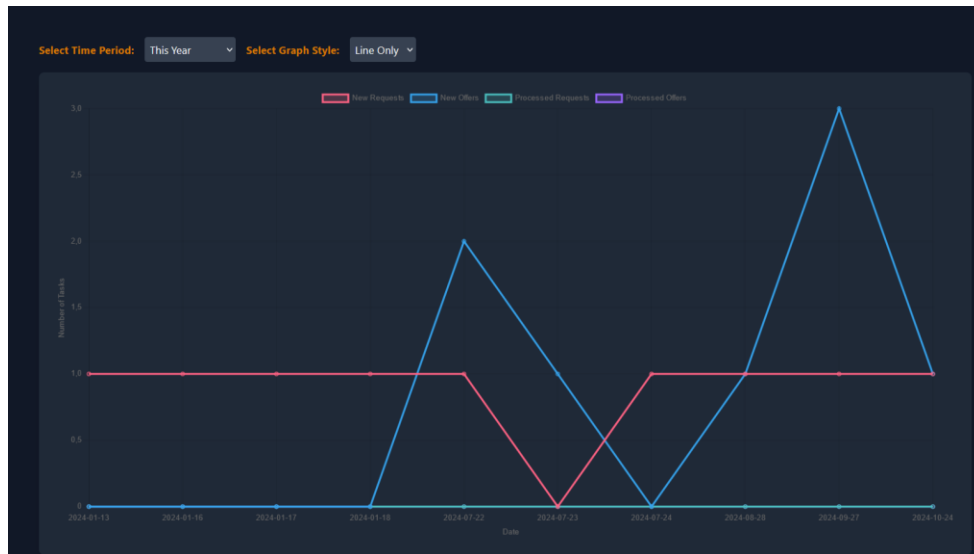 Select Time Period: This Year Select Graph Style: Line Only
New Requests New Offers Processed Requests Processed Offers
3.0
2.5
2.0
1.5
1.0
0.5
0
Number of Tasks
2024-01-13 2024-01-16 2024-01-17 2024-01-18 2024-07-22 2024-07-23 2024-07-24 2024-08-28 2024-09-27 2024-10-24
Date